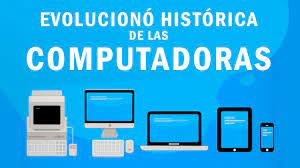 EVOLUCIONÓ HISTÓRICA
DE LAS
COMPUTADORAS